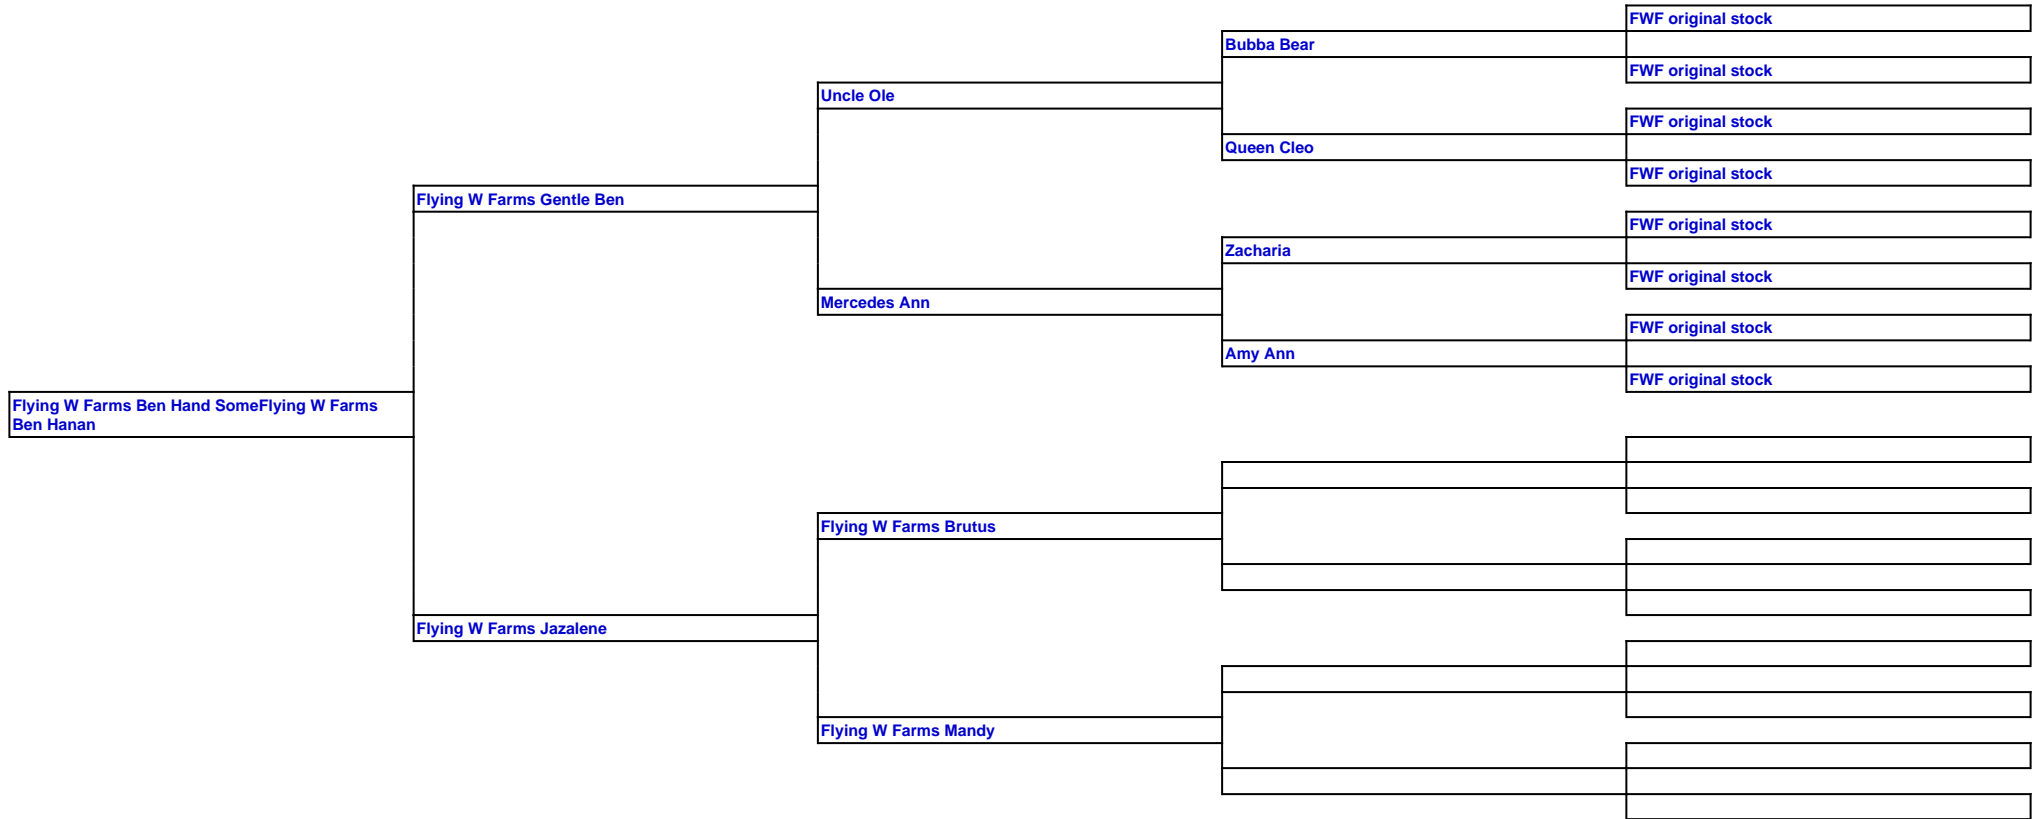 FWF original stock
Bubba Bear
FWF original stock
Uncle Ole
FWF original stock
Queen Cleo
FWF original stock
Flying W Farms Gentle Ben
FWF original stock
Zacharia
FWF original stock
Mercedes Ann
FWF original stock
Amy Ann
FWF original stock
Flying W Farms Ben Hand SomeFlying W Farms
Ben Hanan
Flying W Farms Brutus
Flying W Farms Jazalene
Flying W Farms Mandy